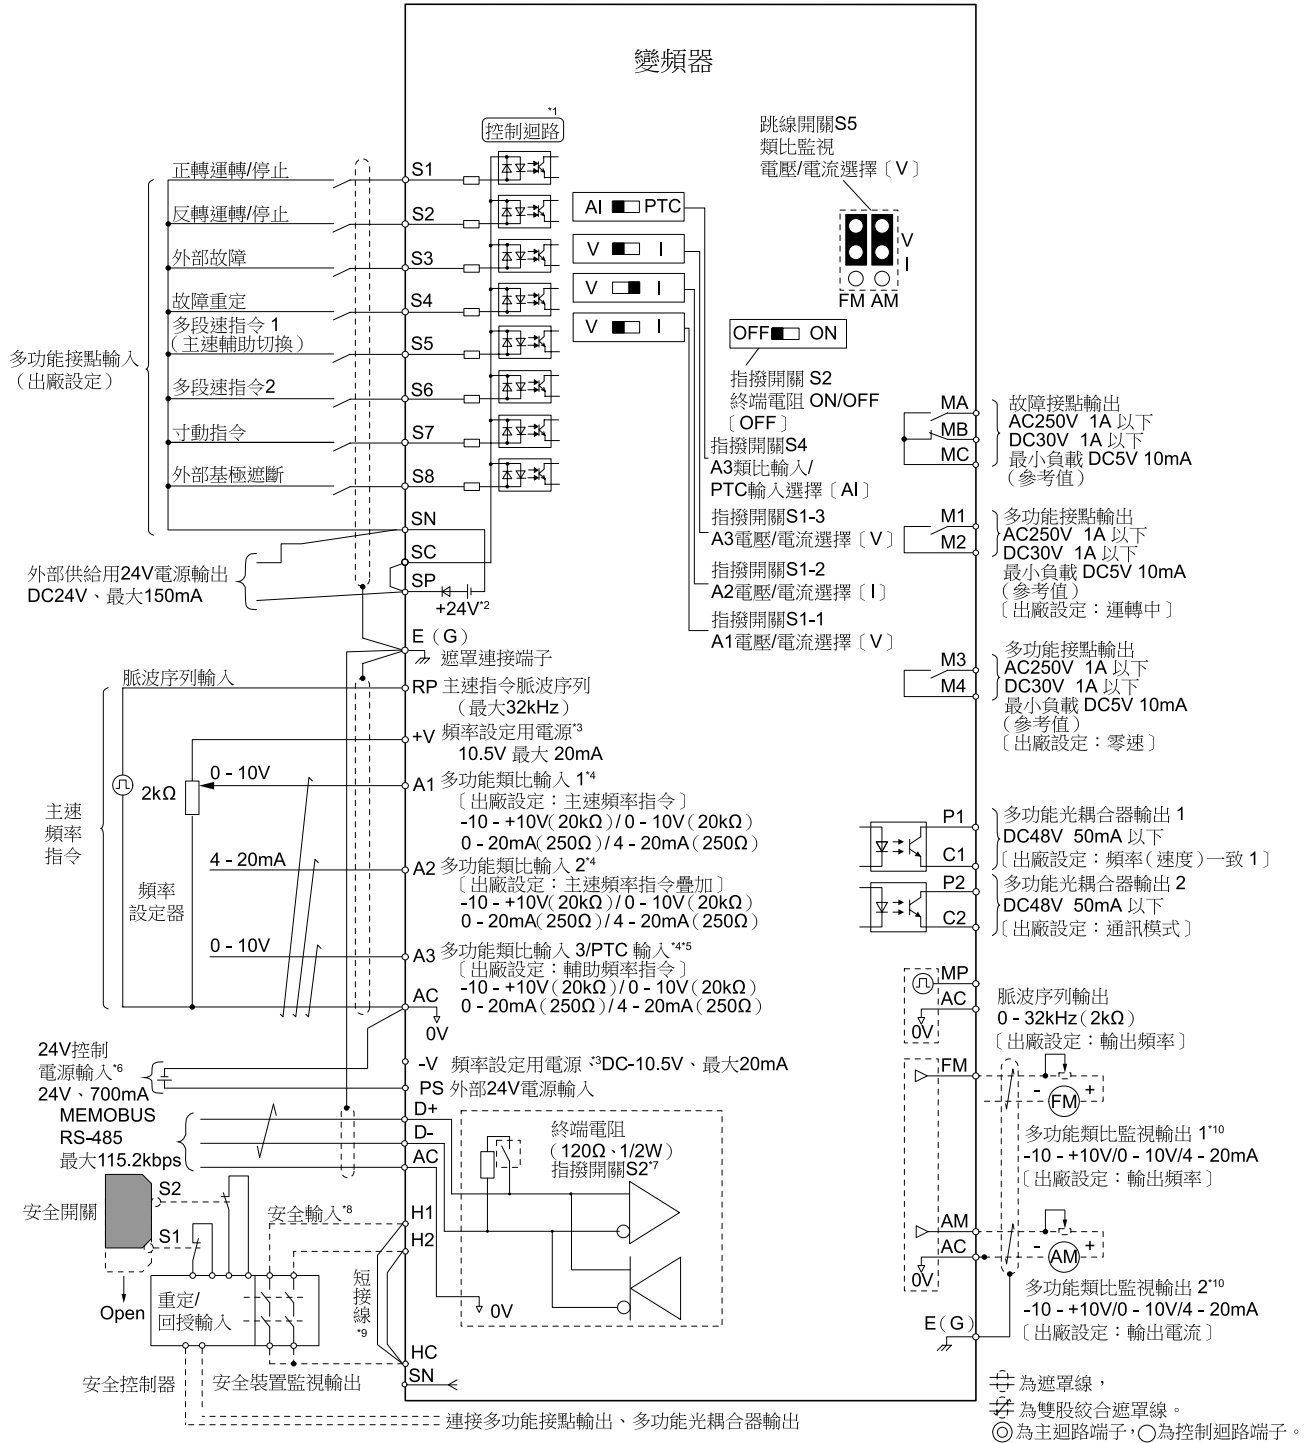 變頻器
*1
控制迴路
跳線開關S5
類比監視
電壓/電流選擇〔V〕
V
I
FM AM
AI PTC
V I
V I
V I
OFF ON
指撥開關 S2
終端電阻 ON/OFF
〔OFF〕
指撥開關S4
A3類比輸入/
PTC輸入選擇〔AI〕
指撥開關S1-3
A3電壓/電流選擇〔V〕
指撥開關S1-2
A2電壓/電流選擇〔I〕
指撥開關S1-1
A1電壓/電流選擇〔V〕
多功能接點輸入
（出廠設定）
正轉運轉/停止 S1
反轉運轉/停止 S2
外部故障 S3
故障重定 S4
多段速指令 1
（主速輔助切換） S5
多段速指令2 S6
寸動指令 S7
外部基極遮斷 S8
SN
SC
SP
+24V*2
外部供給用24V電源輸出
DC24V、最大150mA
E（G）
遮罩連接端子
脈波序列輸入
RP 主速指令脈波序列
（最大32kHz）
+V 頻率設定用電源*3
10.5V 最大 20mA
主速
頻率
指令
2kΩ
0 - 10V
A1 多功能類比輸入 1*4
〔出廠設定：主速頻率指令〕
-10 - +10V(20kΩ)/0 - 10V(20kΩ)
0 - 20mA(250Ω)/4 - 20mA(250Ω)
4 - 20mA
A2 多功能類比輸入 2*4
〔出廠設定：主速頻率指令疊加〕
-10 - +10V(20kΩ)/0 - 10V(20kΩ)
0 - 20mA(250Ω)/4 - 20mA(250Ω)
頻率
設定器
0 - 10V
A3 多功能類比輸入 3/PTC 輸入*4*5
〔出廠設定：輔助頻率指令〕
-10 - +10V(20kΩ)/0 - 10V(20kΩ)
0 - 20mA(250Ω)/4 - 20mA(250Ω)
AC
0V
24V控制
電源輸入*6
24V、700mA
-V 頻率設定用電源*3 DC-10.5V、最大20mA
PS 外部24V電源輸入
MEMOBUS
RS-485
最大115.2kbps
D+
D-
AC
終端電阻
（120Ω、1/2W）
指撥開關S2*7
0V
安全開關
S2
S1
Open
重定/
回授輸入
安全輸入*8
H1
H2
短接線
*9
HC
SN
安全控制器
安全裝置監視輸出
連接多功能接點輸出、多功能光耦合器輸出
MA
MB
MC
故障接點輸出
AC250V 1A 以下
DC30V 1A 以下
最小負載 DC5V 10mA
（參考值）
M1
M2
多功能接點輸出
AC250V 1A 以下
DC30V 1A 以下
最小負載 DC5V 10mA
（參考值）
〔出廠設定：運轉中〕
M3
M4
多功能接點輸出
AC250V 1A 以下
DC30V 1A 以下
最小負載 DC5V 10mA
（參考值）
〔出廠設定：零速〕
P1
C1
多功能光耦合器輸出 1
DC48V 50mA 以下
〔出廠設定：頻率（速度）一致 1〕
P2
C2
多功能光耦合器輸出 2
DC48V 50mA 以下
〔出廠設定：通訊模式〕
MP
AC
0V
脈波序列輸出
0 - 32kHz（2kΩ）
〔出廠設定：輸出頻率〕
FM
- +
FM
多功能類比監視輸出 1*10
-10 - +10V/0 - 10V/4 - 20mA
〔出廠設定：輸出頻率〕
AM
AC
0V
- +
AM
多功能類比監視輸出 2*10
-10 - +10V/0 - 10V/4 - 20mA
〔出廠設定：輸出電流〕
E（G）
為遮罩線，
為雙股絞合遮罩線。
◎為主迴路端子，○為控制迴路端子。